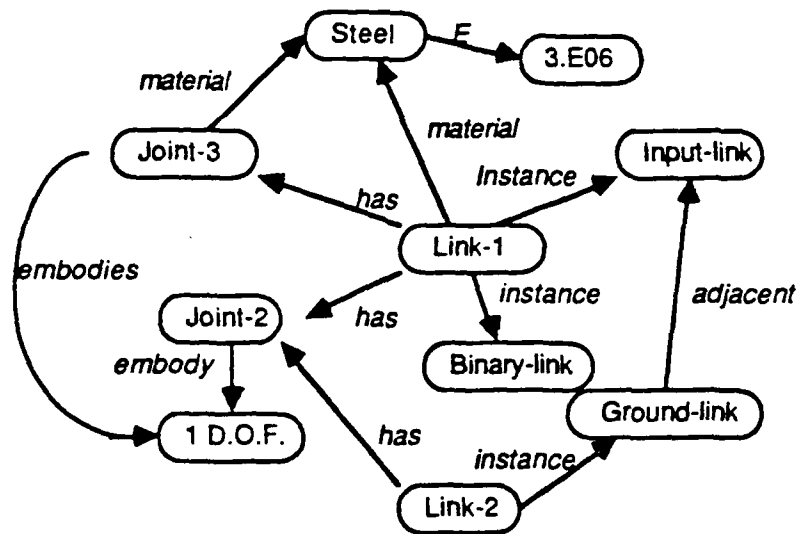 Steel
E
3.E06
material
Joint-3
material
Input-link
Instance
has
Link-1
embodies
instance
adjacent
Joint-2
has
embody
Binary-link
Ground-link
1 D.O.F.
has
instance
Link-2